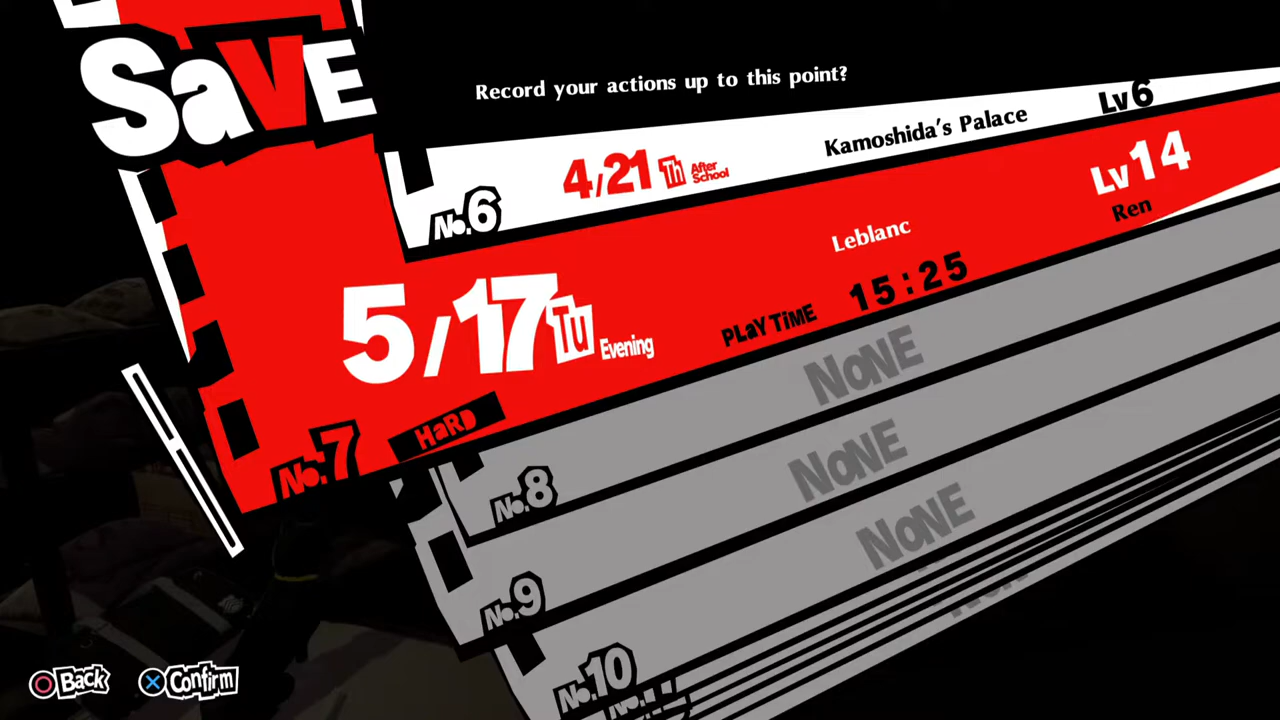 SaVE
Record your actions up to this point?
No.6 4/21 Th After School Kamoshida's Palace Lv6
No.7 5/17 Tu Evening Leblanc Lv14
Ren
PLaY TiME 15:25
HaRD
No.8 NoNE
No.9 NoNE
No.10 NoNE
Back Confirm